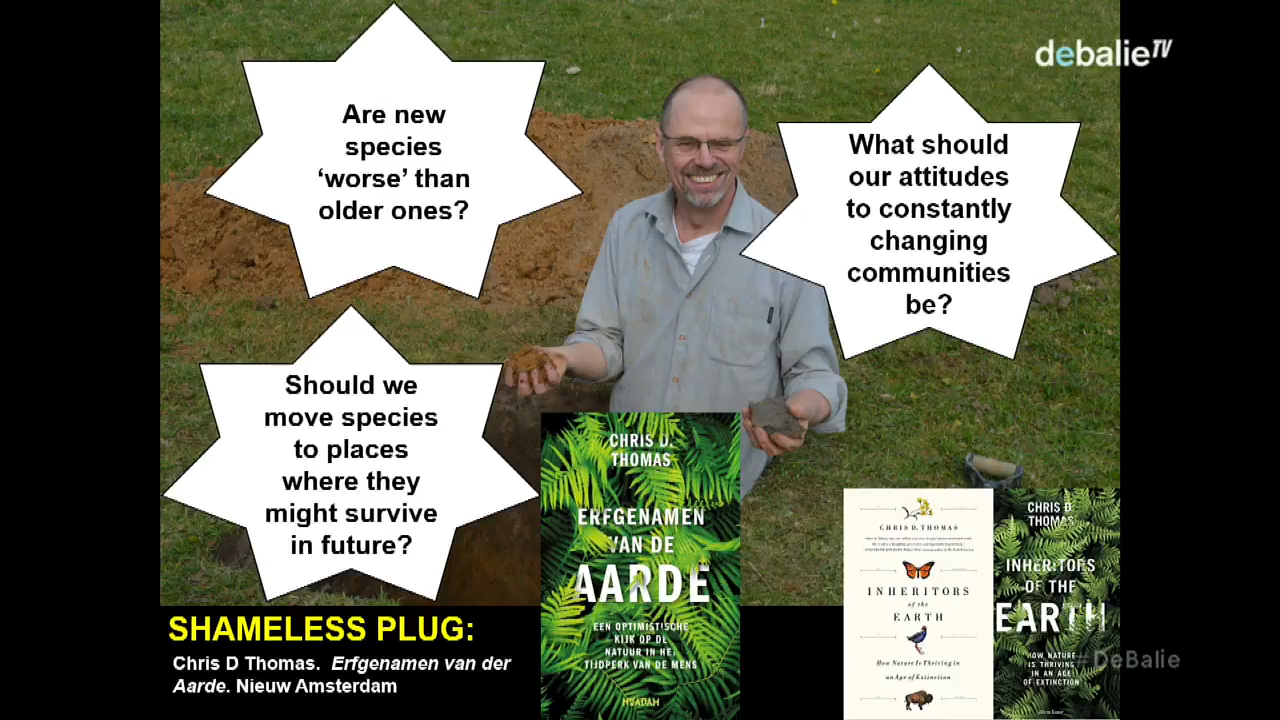 debalieTV
Are new
species
‘worse’ than
older ones?
What should
our attitudes
to constantly
changing
communities
be?
Should we
move species
to places
where they
might survive
in future?
SHAMELESS PLUG:
Chris D Thomas. Erfgenamen van der
Aarde. Nieuw Amsterdam
CHRIS D.
THOMAS
ERFGENAMEN
VAN DE
AARDE
EEN OPTIMISTISCHE
KIJK OP DE
NATUUR IN HET
TIJDPERK VAN DE MENS
CHRIS D. THOMAS
INHERITORS
of the
EARTH
How Nature Is Thriving in
an Age of Extinction
CHRIS D.
THOMAS
INHERITORS
OF THE
EARTH
HOW NATURE
IS THRIVING
IN AN AGE
OF EXTINCTION
#DeBalie